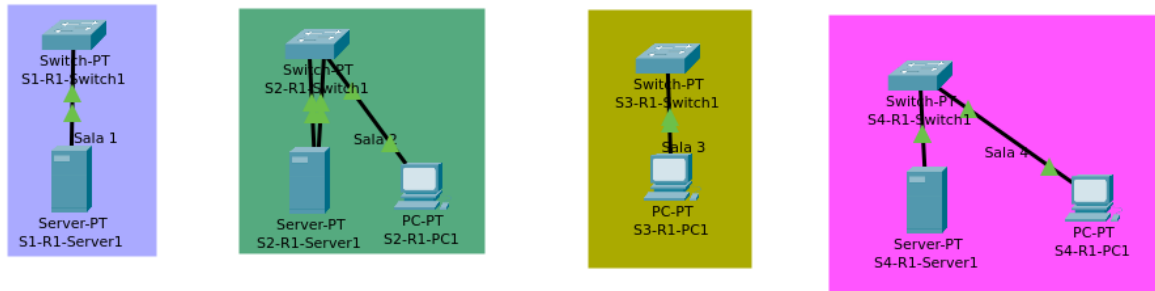 Switch-PT
S1-R1-Switch1
Sala 1
Server-PT
S1-R1-Server1
Switch-PT
S2-R1-Switch1
Sala 2
Server-PT
S2-R1-Server1
PC-PT
S2-R1-PC1
Switch-PT
S3-R1-Switch1
Sala 3
PC-PT
S3-R1-PC1
Switch-PT
S4-R1-Switch1
Sala 4
Server-PT
S4-R1-Server1
PC-PT
S4-R1-PC1